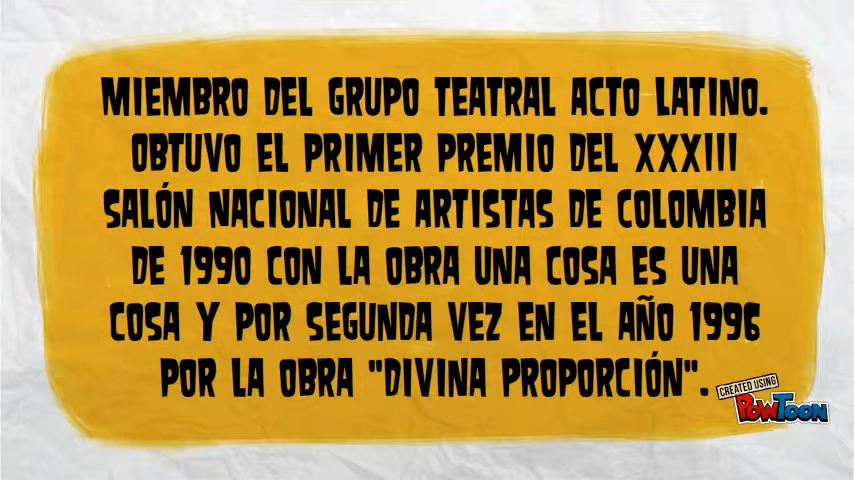 MIEMBRO DEL GRUPO TEATRAL ACTO LATINO.
OBTUVO EL PRIMER PREMIO DEL XXXIII
SALÓN NACIONAL DE ARTISTAS DE COLOMBIA
DE 1990 CON LA OBRA UNA COSA ES UNA
COSA Y POR SEGUNDA VEZ EN EL AÑO 1996
POR LA OBRA "DIVINA PROPORCIÓN".
CREATED USING
POWTOON